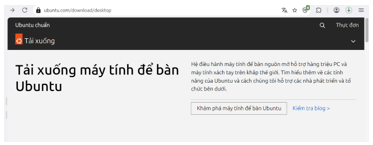 ubuntu.com/download/desktop
Ubuntu chuẩn
Thực đơn
Tải xuống
Tải xuống máy tính để bàn
Ubuntu
Hệ điều hành máy tính để bàn nguồn mở hỗ trợ hàng triệu PC và
máy tính xách tay trên khắp thế giới. Tìm hiểu thêm về các tính
năng của Ubuntu và cách chúng tôi hỗ trợ các nhà phát triển và tổ
chức bên dưới.
Khám phá máy tính để bàn Ubuntu
Kiểm tra blog >